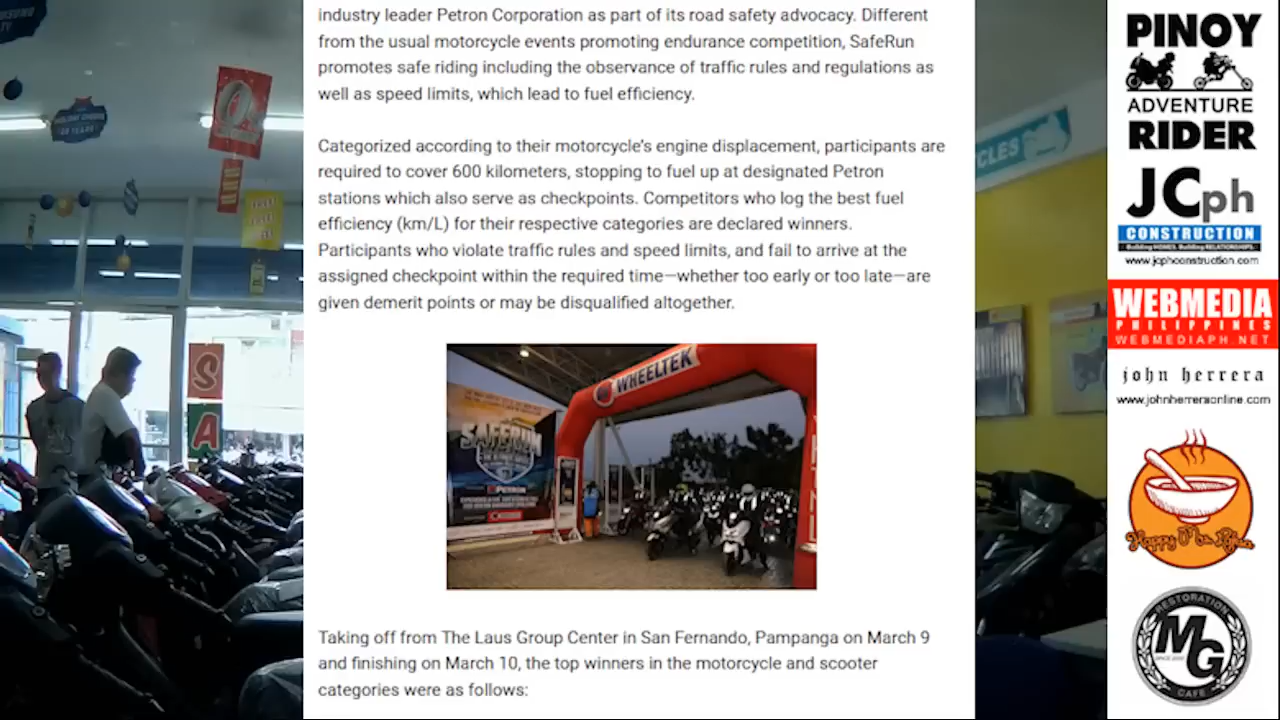 industry leader Petron Corporation as part of its road safety advocacy. Different
from the usual motorcycle events promoting endurance competition, SafeRun
promotes safe riding including the observance of traffic rules and regulations as
well as speed limits, which lead to fuel efficiency.
Categorized according to their motorcycle's engine displacement, participants are
required to cover 600 kilometers, stopping to fuel up at designated Petron
stations which also serve as checkpoints. Competitors who log the best fuel
efficiency (km/L) for their respective categories are declared winners.
Participants who violate traffic rules and speed limits, and fail to arrive at the
assigned checkpoint within the required time—whether too early or too late—are
given demerit points or may be disqualified altogether.
WHEELTEK
SAFERUN
PETRON
Taking off from The Laus Group Center in San Fernando, Pampanga on March 9
and finishing on March 10, the top winners in the motorcycle and scooter
categories were as follows:
S
A
CLES
PINOY
ADVENTURE
RIDER
JCph
CONSTRUCTION
Building HOMES. Building RELATIONSHIPS.
www.jcphconstruction.com
WEBMEDIA
PHILIPPINES
WEBMEDIAPH.NET
john herrera
www.johnherreraonline.com
RESTORATION
MG
CAFE